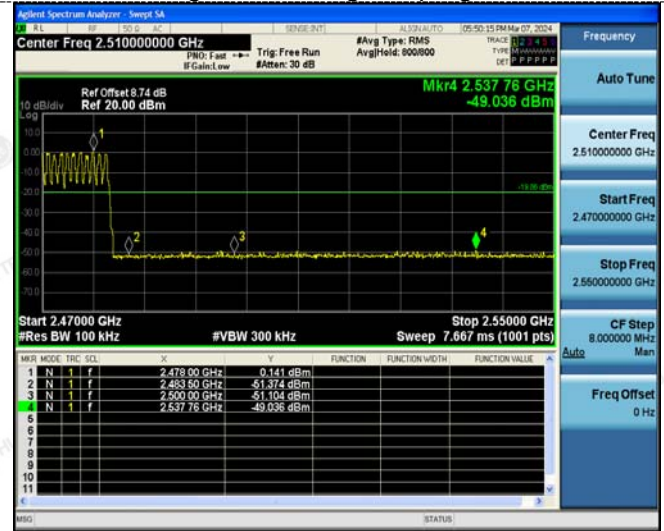 Agilent Spectrum Analyzer - Swept SA
RL RF 50 Ω AC SENSE:INT ALIGN AUTO 05:50:15 PM Mar 07, 2024
Center Freq 2.510000000 GHz
PNO: Fast Trig: Free Run
IFGain:Low #Atten: 30 dB
#Avg Type: RMS
Avg|Hold: 800/800
TRACE 1 2 3 4 5 6
TYPE
DET P P P P P P
Frequency
Mkr4 2.537 76 GHz
-49.036 dBm
Ref Offset 8.74 dB
10 dB/div Ref 20.00 dBm
Log
10.0
0.00
-10.0
-20.0
-30.0
-40.0
-50.0
-60.0
-70.0
1
2
3
4
-19.86 dBm
Start 2.47000 GHz Stop 2.55000 GHz
#Res BW 100 kHz #VBW 300 kHz Sweep 7.667 ms (1001 pts)
MKR MODE TRC SCL X Y FUNCTION FUNCTION WIDTH FUNCTION VALUE
1 N 1 f 2.478 00 GHz 0.141 dBm
2 N 1 f 2.483 50 GHz -51.374 dBm
3 N 1 f 2.500 00 GHz -51.104 dBm
4 N 1 f 2.537 76 GHz -49.036 dBm
5
6
7
8
9
10
11
MSG STATUS
Auto Tune
Center Freq
2.510000000 GHz
Start Freq
2.470000000 GHz
Stop Freq
2.550000000 GHz
CF Step
8.000000 MHz
Auto Man
Freq Offset
0 Hz